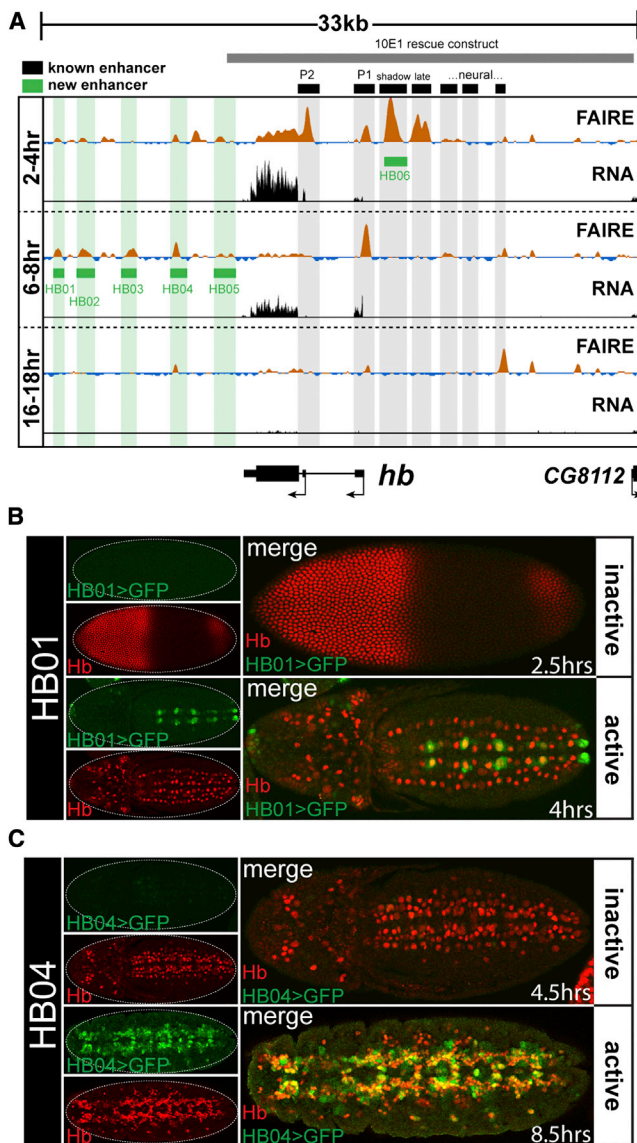 A
33kb
10E1 rescue construct
known enhancer
new enhancer
P2 P1 shadow late ...neural...
2-4hr
FAIRE
HB06
RNA
6-8hr
FAIRE
HB01 HB02 HB03 HB04 HB05
RNA
16-18hr
FAIRE
RNA
hb
CG8112
B
HB01
HB01>GFP
Hb
merge
Hb
HB01>GFP
2.5hrs
inactive
HB01>GFP
Hb
merge
Hb
HB01>GFP
4hrs
active
C
HB04
HB04>GFP
Hb
merge
Hb
HB04>GFP
4.5hrs
inactive
HB04>GFP
Hb
merge
Hb
HB04>GFP
8.5hrs
active